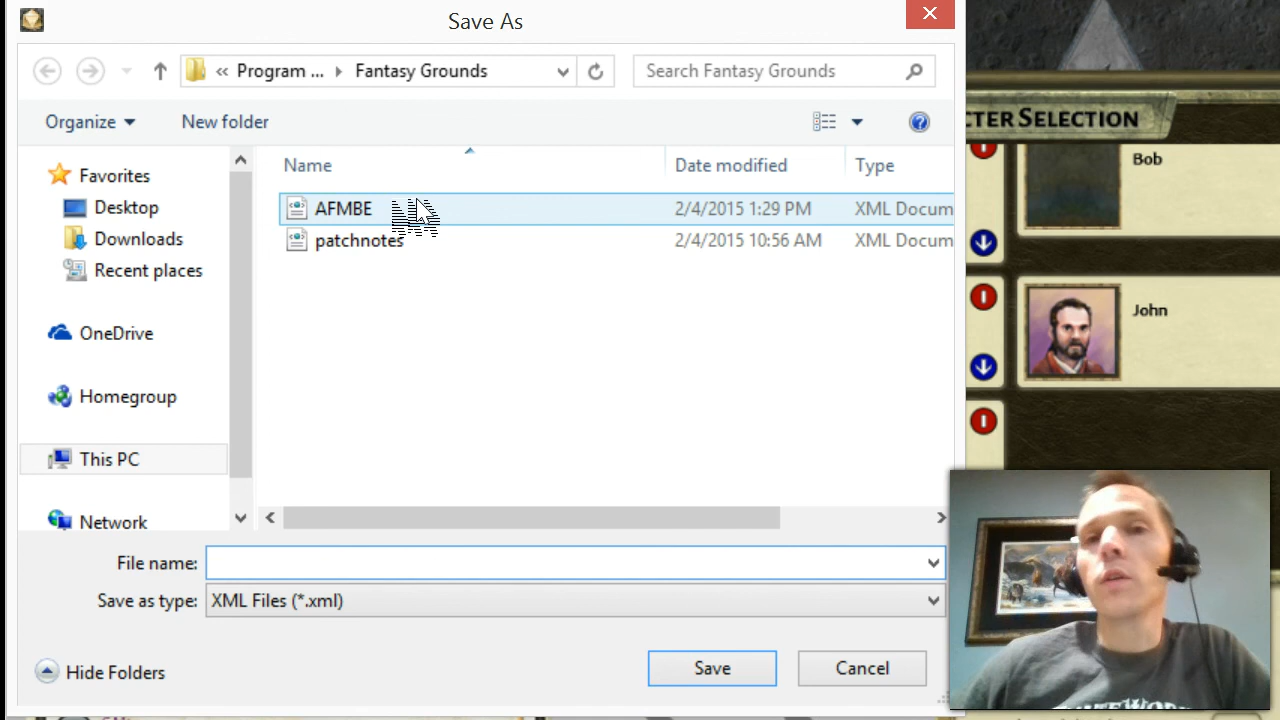 Save As
« Program ... Fantasy Grounds
Search Fantasy Grounds
Organize
New folder
Name
Date modified
Type
Favorites
Desktop
Downloads
Recent places
OneDrive
Homegroup
This PC
Network
AFMBE
2/4/2015 1:29 PM
XML Docum
patchnotes
2/4/2015 10:56 AM
XML Docum
File name:
Save as type:
XML Files (*.xml)
Hide Folders
Save
Cancel
CTER SELECTION
Bob
John